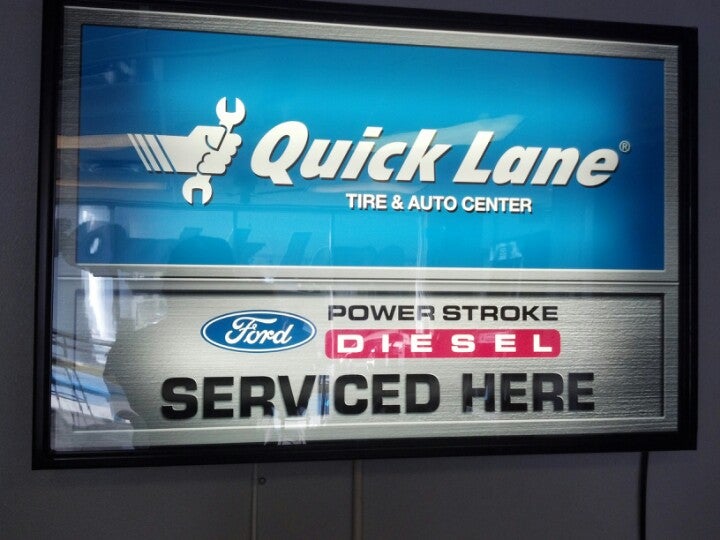 Quick Lane®
TIRE & AUTO CENTER
Ford
POWER STROKE
DIESEL
SERVICED HERE